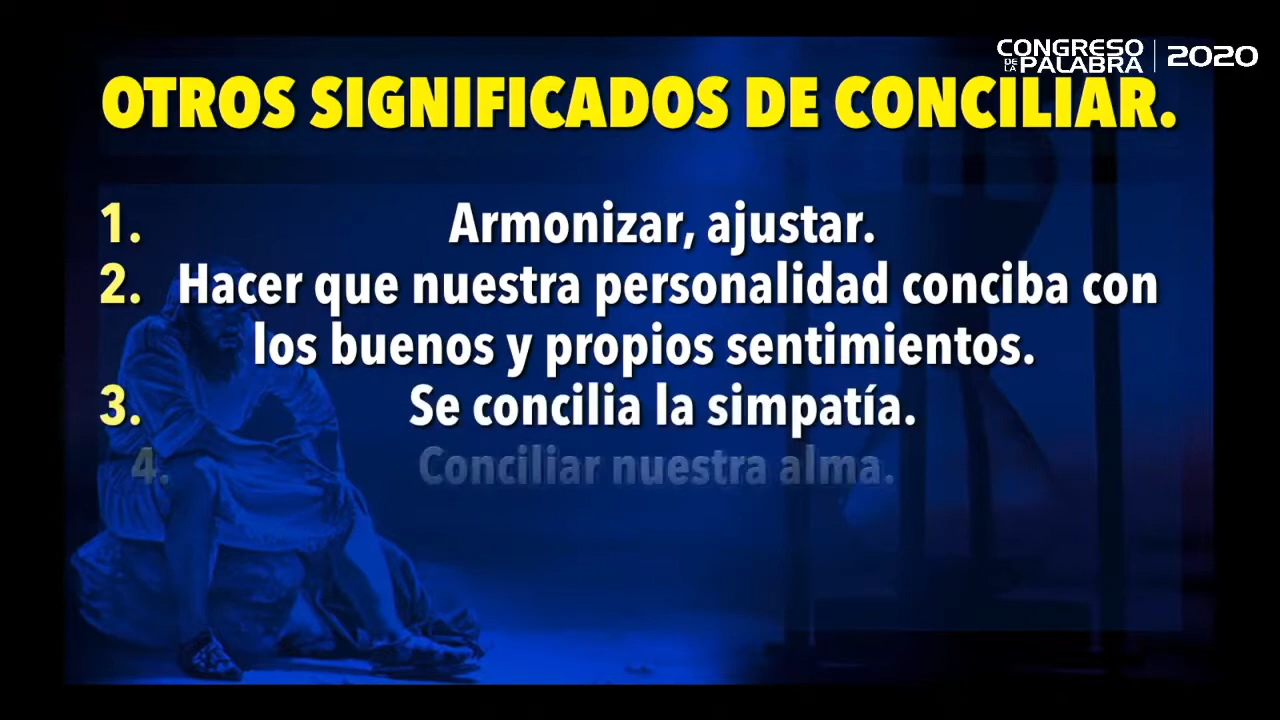 CONGRESO DE LA PALABRA | 2020
OTROS SIGNIFICADOS DE CONCILIAR.
1. Armonizar, ajustar.
2. Hacer que nuestra personalidad conciba con
los buenos y propios sentimientos.
3. Se concilia la simpatía.
4. Conciliar nuestra alma.